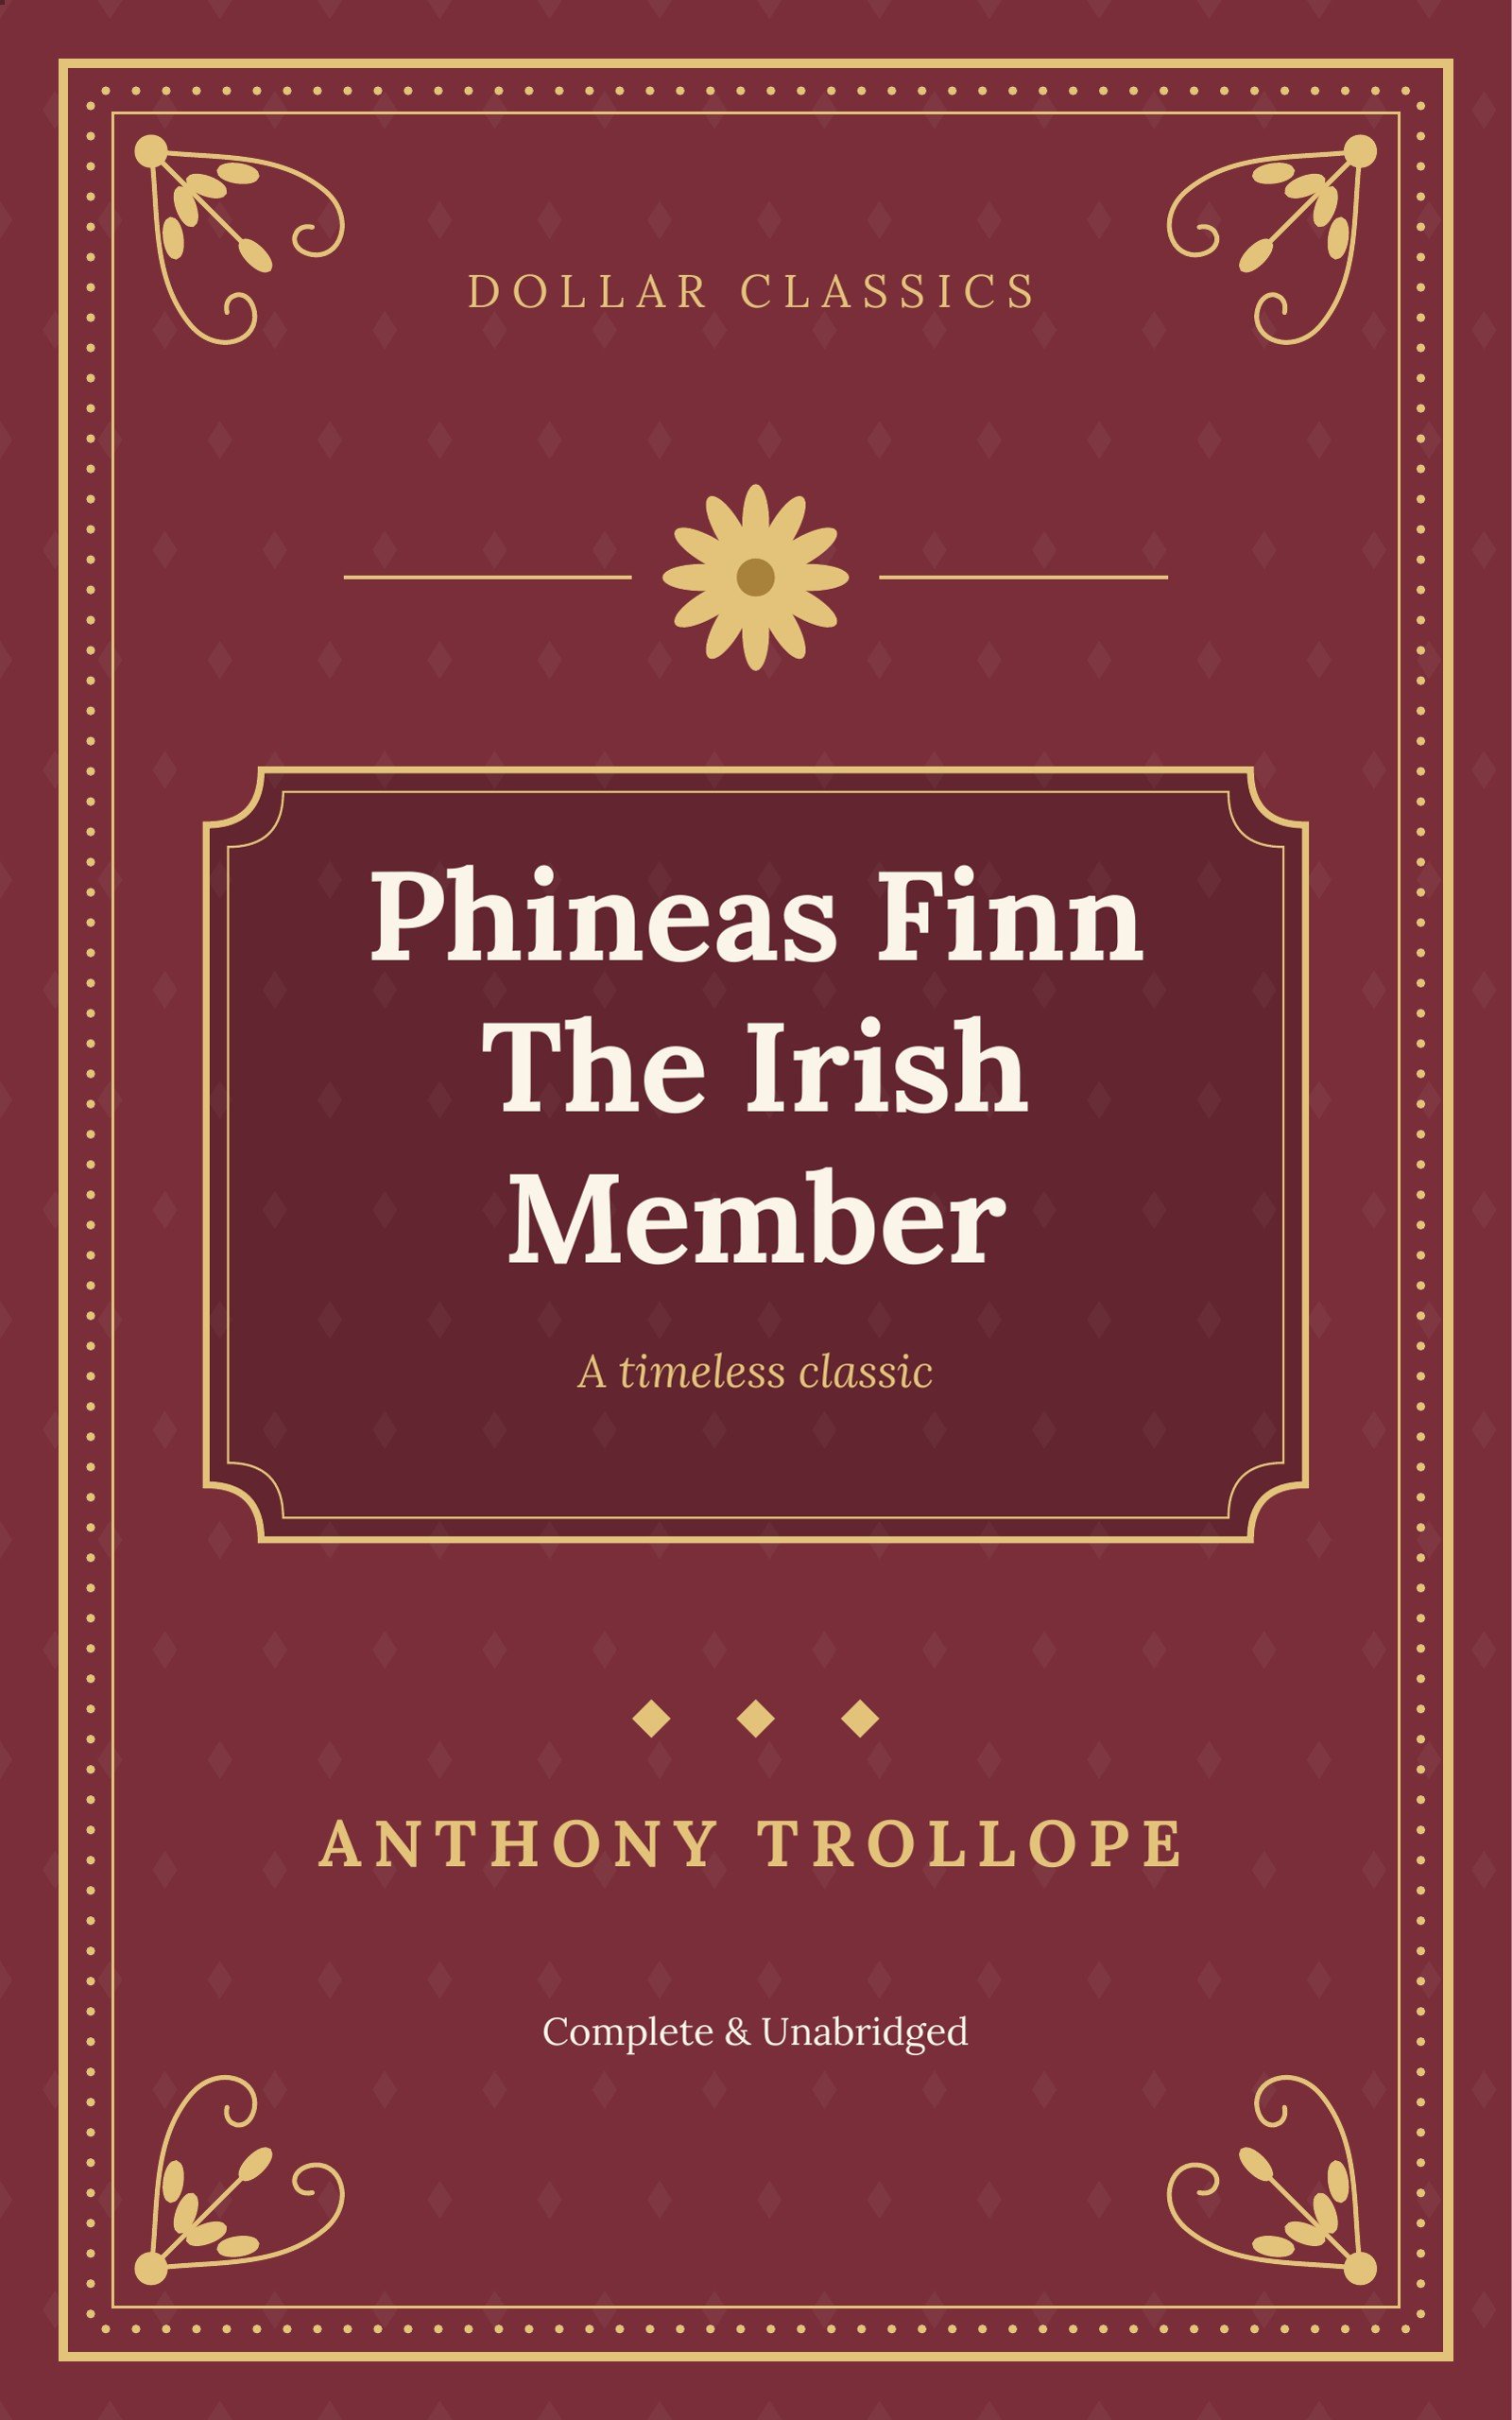 DOLLAR CLASSICS
Phineas Finn
The Irish
Member
A timeless classic
ANTHONY TROLLOPE
Complete & Unabridged